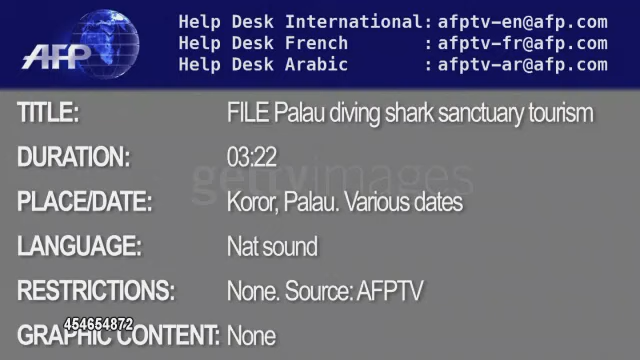 AFP
Help Desk International: afptv-en@afp.com
Help Desk French : afptv-fr@afp.com
Help Desk Arabic : afptv-ar@afp.com
TITLE: FILE Palau diving shark sanctuary tourism
DURATION: 03:22
gettyimages
PLACE/DATE: Koror, Palau. Various dates
LANGUAGE: Nat sound
RESTRICTIONS: None. Source: AFPTV
454654872
GRAPHIC CONTENT: None